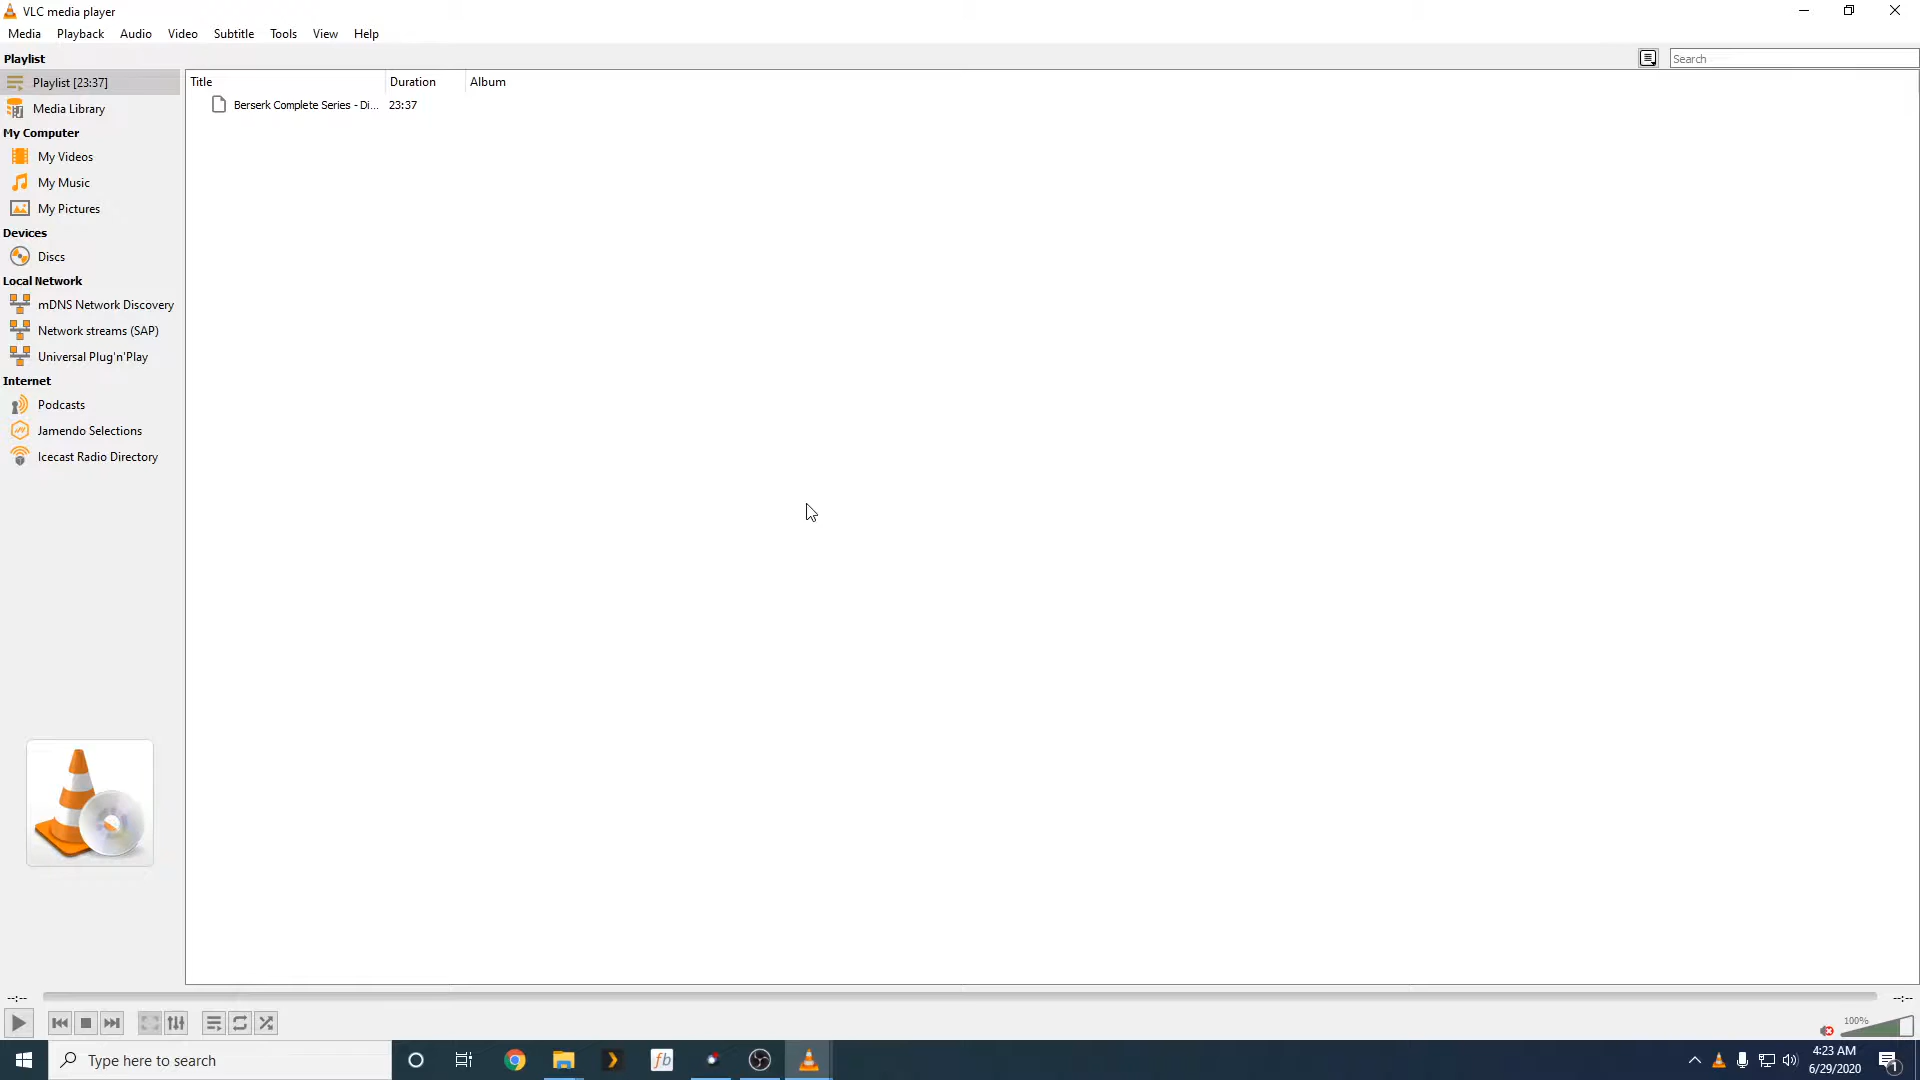 VLC media player
Media Playback Audio Video Subtitle Tools View Help
Playlist
Search
Playlist [23:37]
Title Duration Album
Berserk Complete Series - Di... 23:37
Media Library
My Computer
My Videos
My Music
My Pictures
Devices
Discs
Local Network
mDNS Network Discovery
Network streams (SAP)
Universal Plug'n'Play
Internet
Podcasts
Jamendo Selections
Icecast Radio Directory
--:-- --:--
100%
Type here to search
fb
4:23 AM
6/29/2020
1